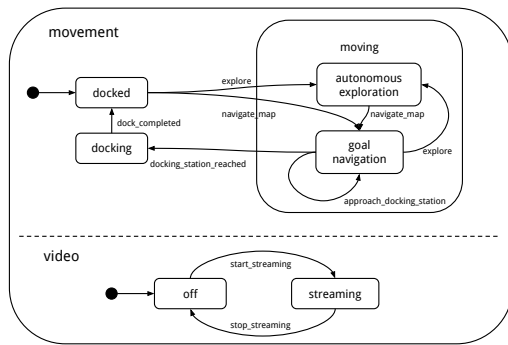 movement
moving
explore
autonomous
exploration
docked
navigate_map
navigate_map
dock_completed
docking
goal
navigation
explore
docking_station_reached
approach_docking_station
video
start_streaming
off
streaming
stop_streaming